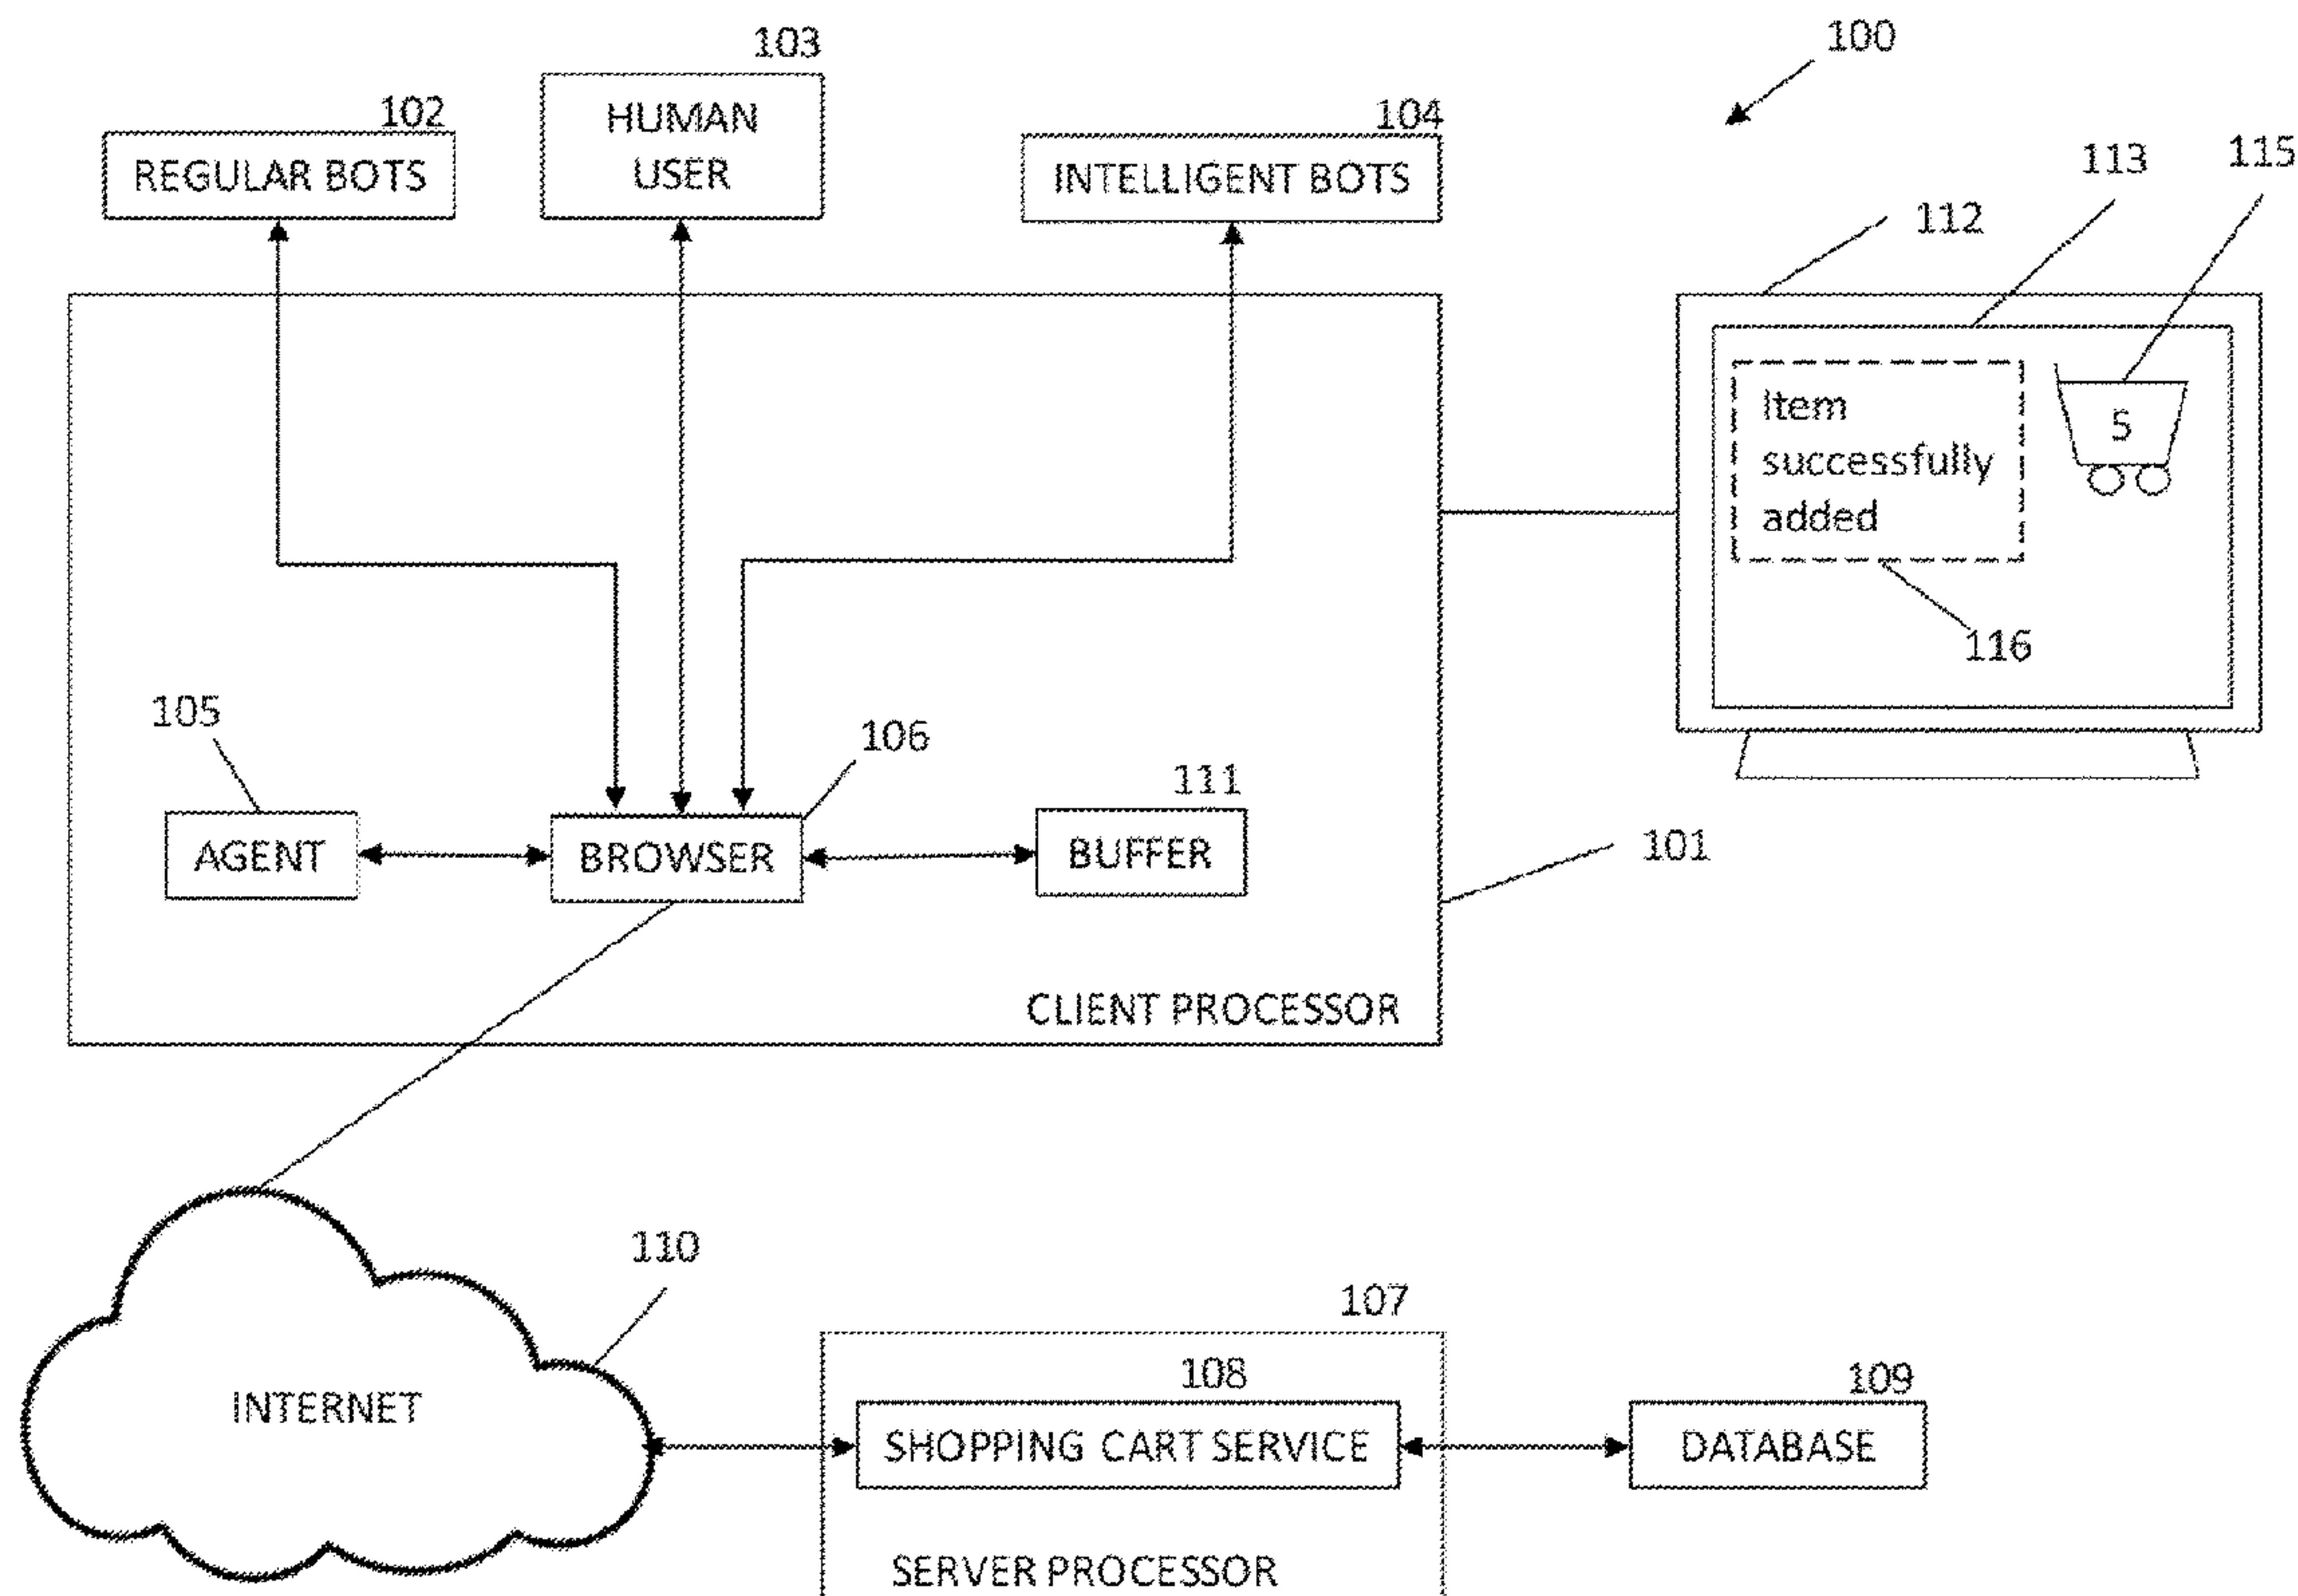 100
103
HUMAN
USER
102
REGULAR BOTS
104
INTELLIGENT BOTS
113
115
112
Item
successfully
added
5
116
105
AGENT
106
BROWSER
111
BUFFER
101
CLIENT PROCESSOR
110
INTERNET
107
108
SHOPPING CART SERVICE
109
DATABASE
SERVER PROCESSOR